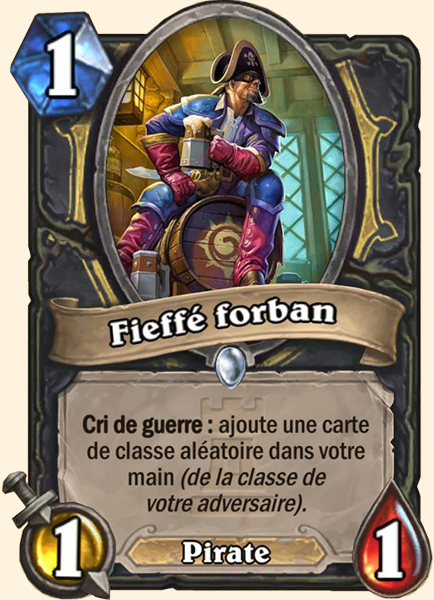 1
Fieffé forban
Cri de guerre : ajoute une carte
de classe aléatoire dans votre
main (de la classe de
votre adversaire).
1
Pirate
1